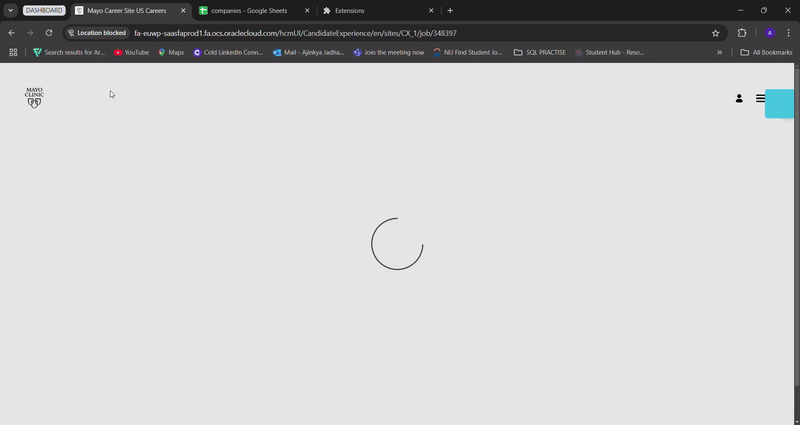 DASHBOARD
Mayo Career Site US Careers
companies - Google Sheets
Extensions
Location blocked
fa-euwp-saasfaprod1.fa.ocs.oraclecloud.com/hcmUI/CandidateExperience/en/sites/CX_1/job/348397
A
Search results for Ar...
YouTube
Maps
Cold LinkedIn Conn...
Mail - Ajinkya Jadha...
Join the meeting now
NU Find Student Jo...
SQL PRACTISE
Student Hub - Reso...
»
All Bookmarks
MAYO
CLINIC